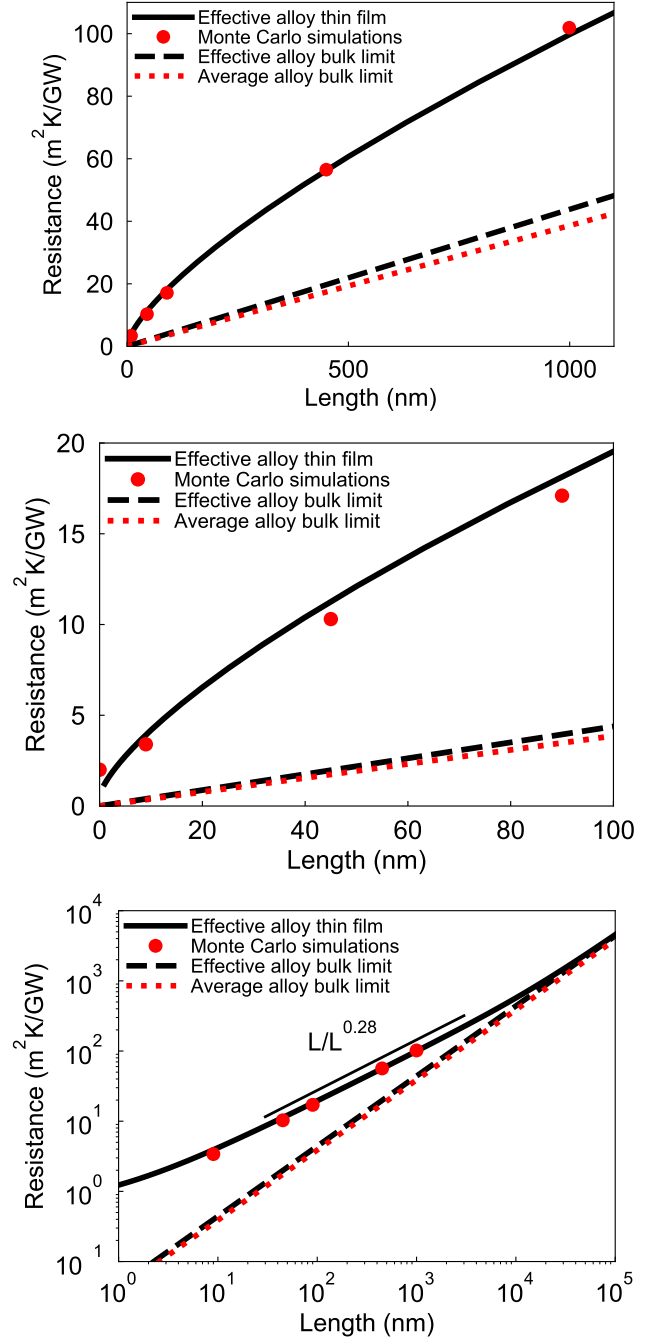 Effective alloy thin film
Monte Carlo simulations
Effective alloy bulk limit
Average alloy bulk limit
100
80
60
40
20
0
Resistance (m²K/GW)
0 500 1000
Length (nm)
Effective alloy thin film
Monte Carlo simulations
Effective alloy bulk limit
Average alloy bulk limit
20
15
10
5
0
Resistance (m²K/GW)
0 20 40 60 80 100
Length (nm)
Effective alloy thin film
Monte Carlo simulations
Effective alloy bulk limit
Average alloy bulk limit
L/L^0.28
10⁴
10³
10²
10¹
10⁰
10 ¹
Resistance (m²K/GW)
10⁰ 10¹ 10² 10³ 10⁴ 10⁵
Length (nm)